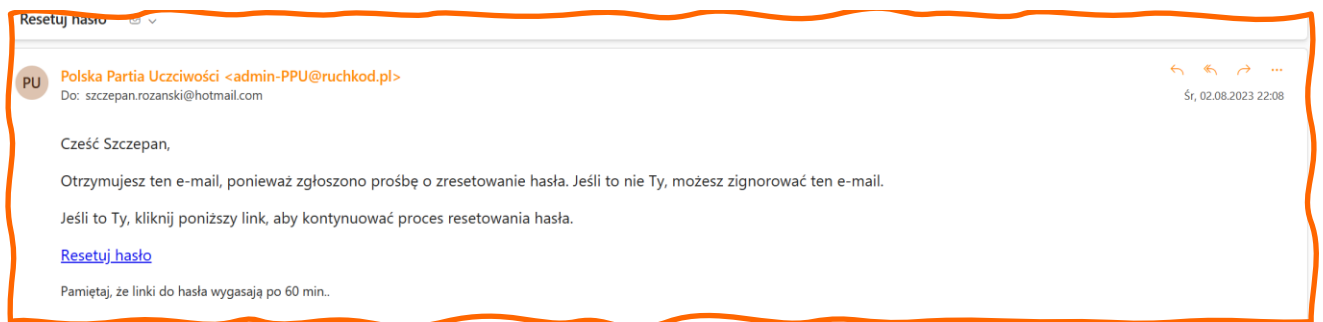 Resetuj hasło
PU
Polska Partia Uczciwości <admin-PPU@ruchkod.pl>
Do: szczepan.rozanski@hotmail.com
Śr, 02.08.2023 22:08
Cześć Szczepan,
Otrzymujesz ten e-mail, ponieważ zgłoszono prośbę o zresetowanie hasła. Jeśli to nie Ty, możesz zignorować ten e-mail.
Jeśli to Ty, kliknij poniższy link, aby kontynuować proces resetowania hasła.
Resetuj hasło
Pamiętaj, że linki do hasła wygasają po 60 min..